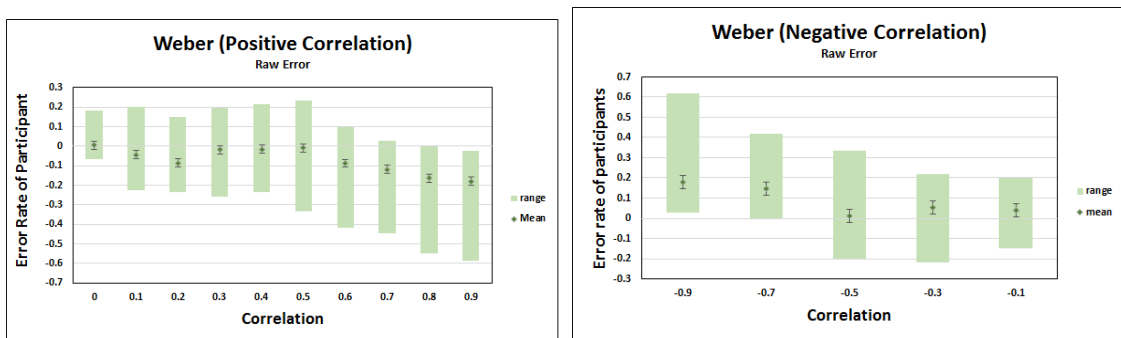 Weber (Positive Correlation)
Raw Error
Error Rate of Participant
0.3
0.2
0.1
0
-0.1
-0.2
-0.3
-0.4
-0.5
-0.6
-0.7
0 0.1 0.2 0.3 0.4 0.5 0.6 0.7 0.8 0.9
Correlation
range
Mean
Weber (Negative Correlation)
Raw Error
Error rate of participants
0.7
0.6
0.5
0.4
0.3
0.2
0.1
0
-0.1
-0.2
-0.3
-0.9 -0.7 -0.5 -0.3 -0.1
Correlation
range
mean